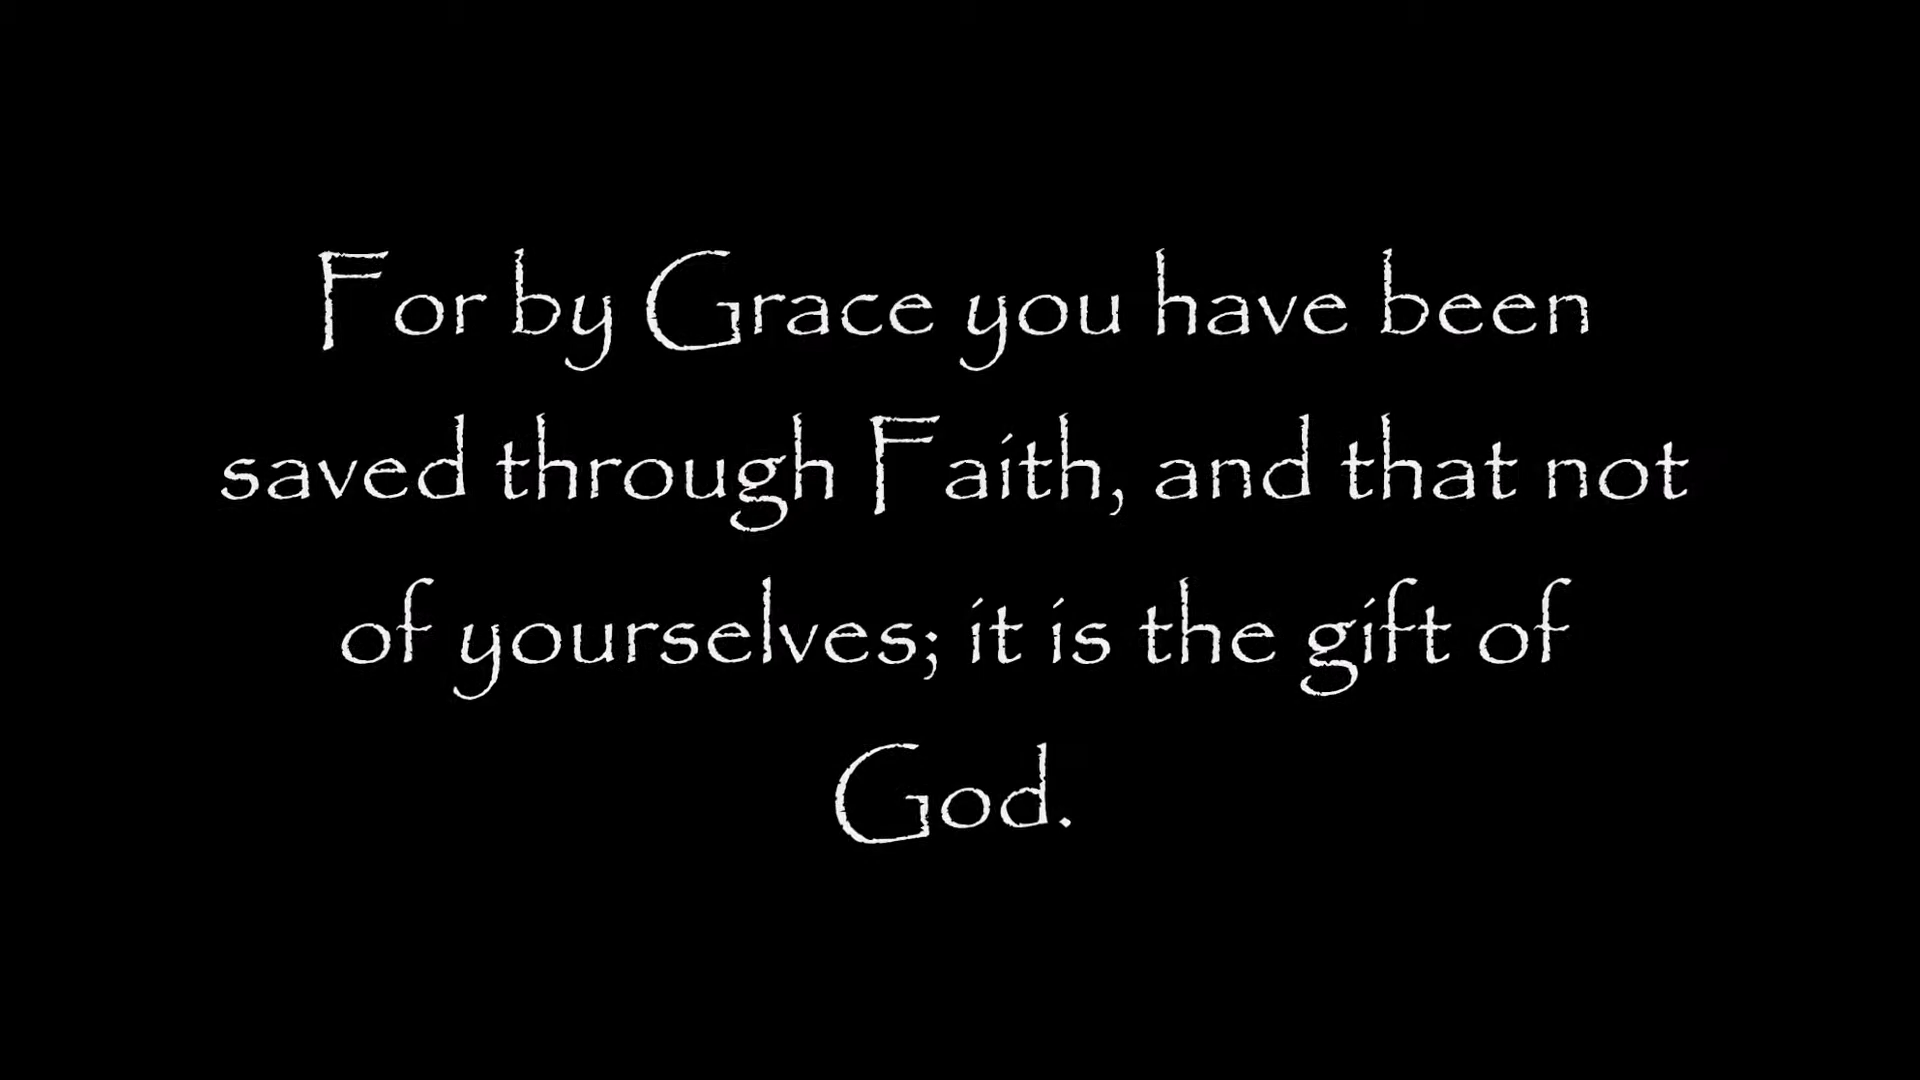 For by Grace you have been
saved through Faith, and that not
of yourselves; it is the gift of
God.